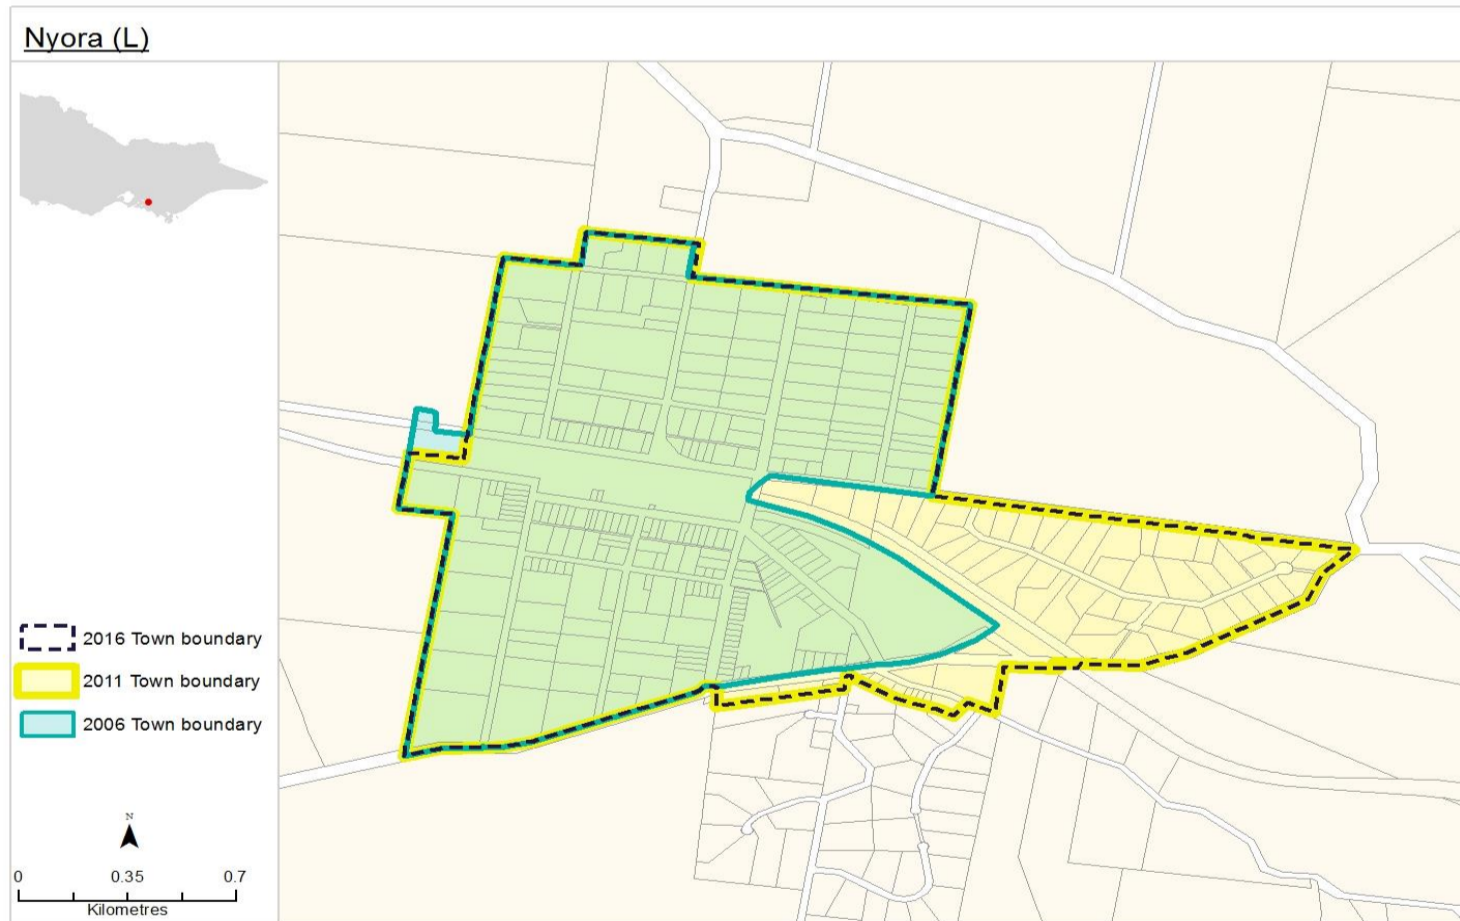 Nyora (L)
2016 Town boundary
2011 Town boundary
2006 Town boundary
N
0 0.35 0.7
Kilometres